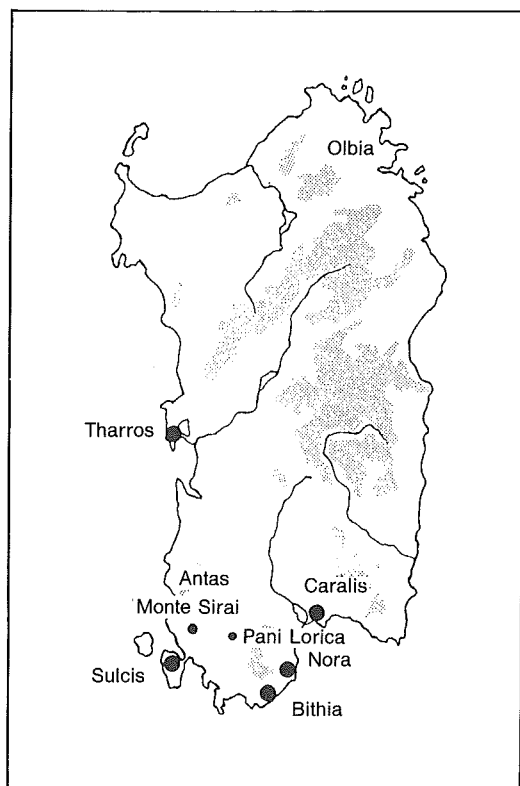 Olbia
Tharros
Antas
Caralis
Monte Sirai
Pani Lorica
Nora
Sulcis
Bithia